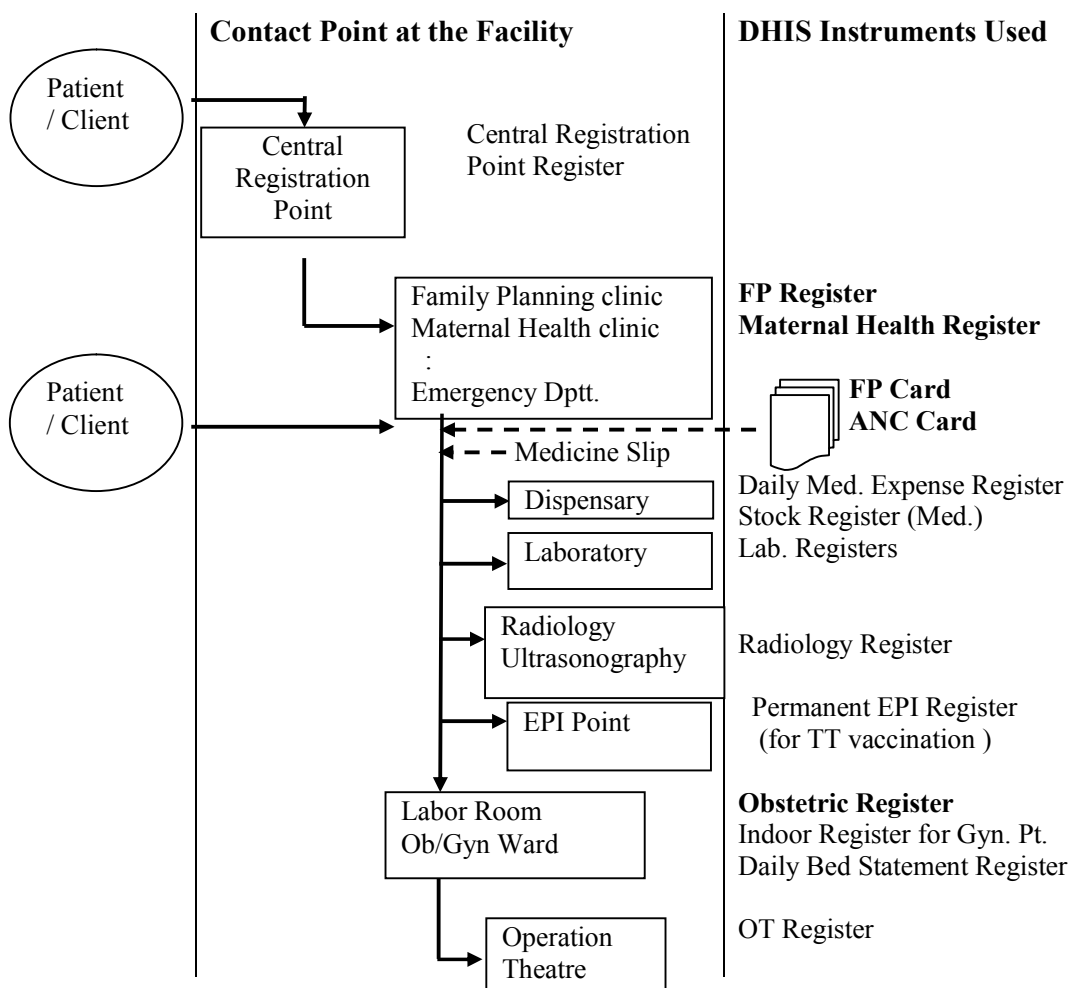 Contact Point at the Facility
DHIS Instruments Used
Patient
/ Client
Central
Registration
Point
Central Registration
Point Register
Family Planning clinic
Maternal Health clinic
:
Emergency Dptt.
FP Register
Maternal Health Register
Patient
/ Client
FP Card
ANC Card
Medicine Slip
Dispensary
Daily Med. Expense Register
Stock Register (Med.)
Laboratory
Lab. Registers
Radiology
Ultrasonography
Radiology Register
EPI Point
Permanent EPI Register
(for TT vaccination )
Labor Room
Ob/Gyn Ward
Obstetric Register
Indoor Register for Gyn. Pt.
Daily Bed Statement Register
Operation
Theatre
OT Register